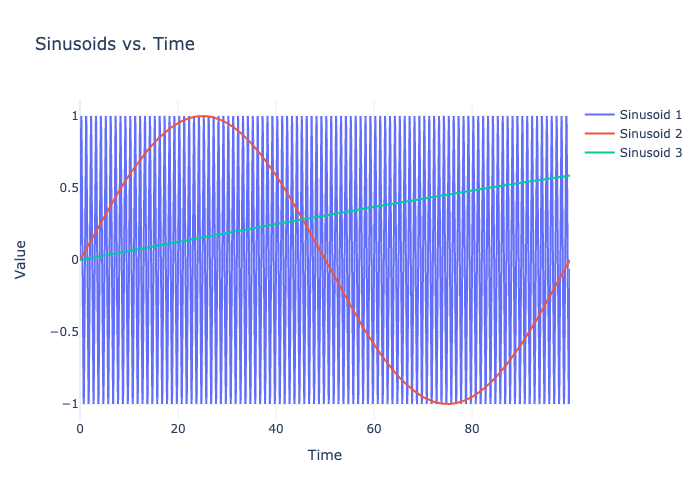 Sinusoids vs. Time
Sinusoid 1
Sinusoid 2
Sinusoid 3
1
0.5
0
−0.5
−1
Value
0 20 40 60 80
Time